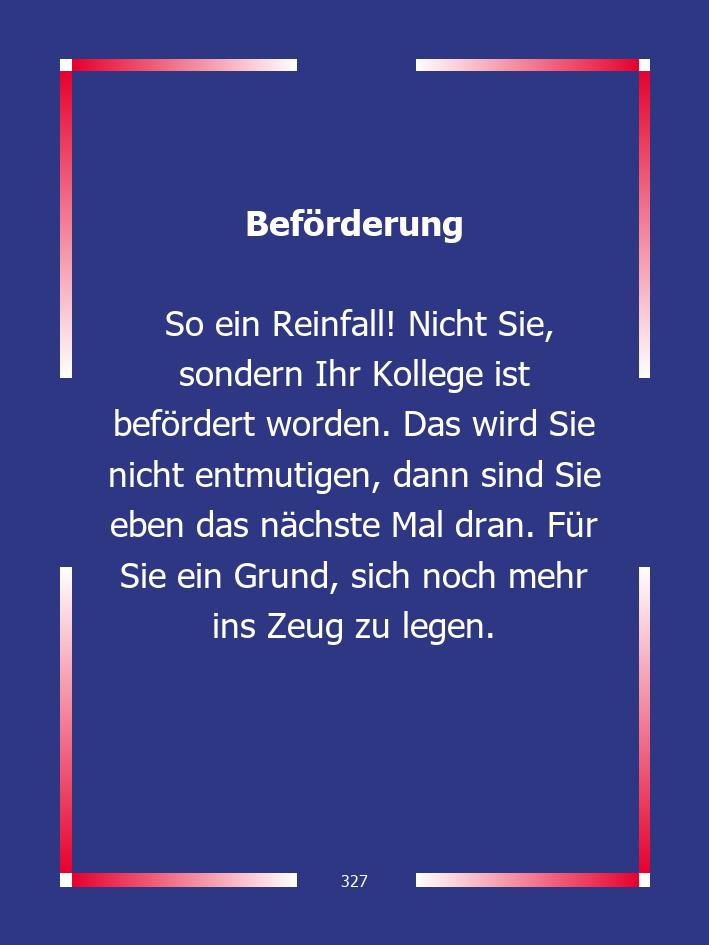 Beförderung
So ein Reinfall! Nicht Sie,
sondern Ihr Kollege ist
befördert worden. Das wird Sie
nicht entmutigen, dann sind Sie
eben das nächste Mal dran. Für
Sie ein Grund, sich noch mehr
ins Zeug zu legen.
327